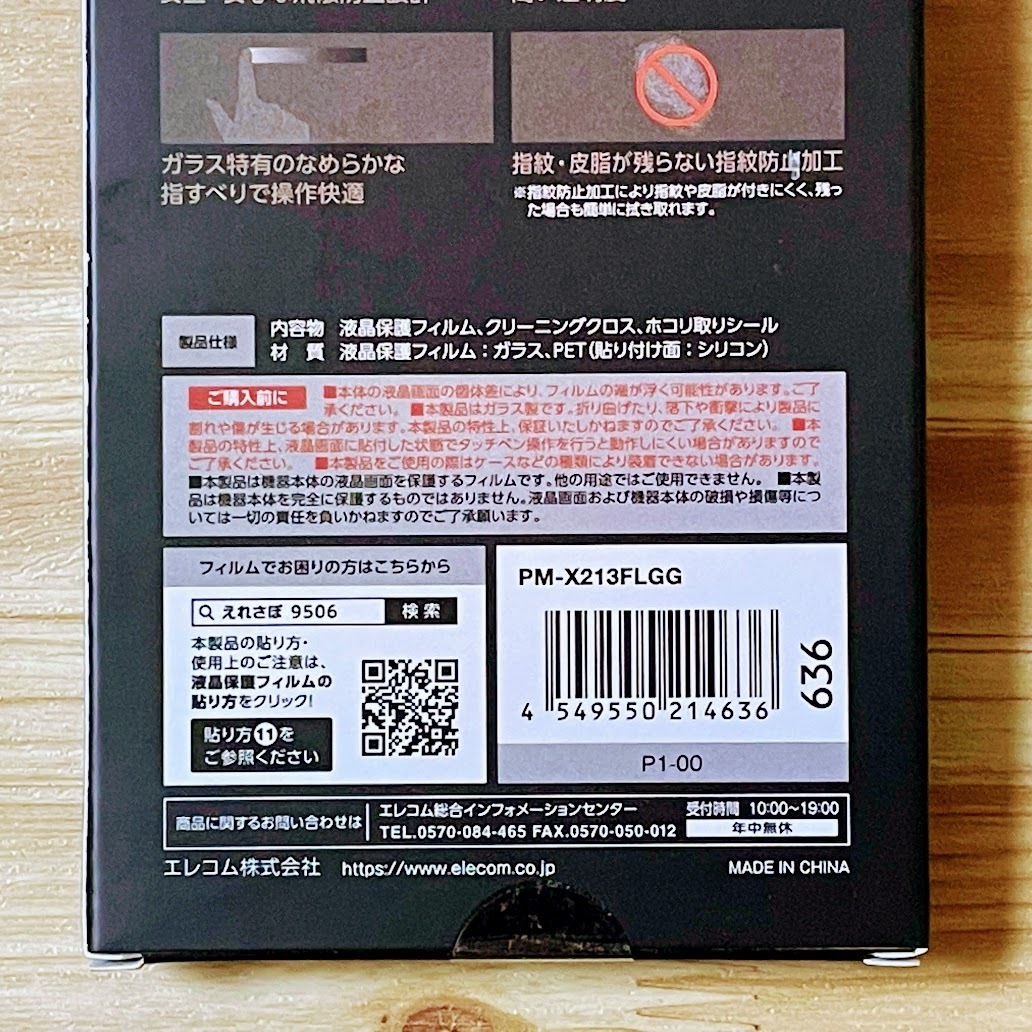 ガラス特有のなめらかな
指すべりで操作快適
指紋・皮脂が残らない指紋防止加工
※指紋防止加工により指紋や皮脂が付きにくく、残っ
た場合も簡単に拭き取れます。
製品仕様
内容物 液晶保護フィルム、クリーニングクロス、ホコリ取りシール
材 質 液晶保護フィルム：ガラス、PET（貼り付け面：シリコン）
ご購入前に ■本体の液晶画面の個体差により、フィルムの端が浮く可能性があります。ご了
承ください。 ■本製品はガラス製です。折り曲げたり、落下や衝撃により製品に
割れや傷が生じる場合があります。本製品の特性上、保証いたしかねますのでご了承ください。 ■本
製品の特性上、液晶画面に貼付した状態でタッチペン操作を行うと動作しにくい場合がありますので
ご了承ください。 ■本製品をご使用の際はケースなどの種類により装着できない場合があります。
■本製品は機器本体の液晶画面を保護するフィルムです。他の用途ではご使用できません。 ■本製
品は機器本体を完全に保護するものではありません。液晶画面および機器本体の破損や損傷等につ
いては一切の責任を負いかねますのでご了承願います。
フィルムでお困りの方はこちらから
えれさぽ 9506 検索
本製品の貼り方・
使用上のご注意は、
液晶保護フィルムの
貼り方をクリック！
貼り方⑪を
ご参照ください
PM-X213FLGG
4 549550 214636
636
P1-00
商品に関するお問い合わせは
エレコム総合インフォメーションセンター
TEL.0570-084-465 FAX.0570-050-012
受付時間 10:00〜19:00
年中無休
エレコム株式会社 https://www.elecom.co.jp
MADE IN CHINA